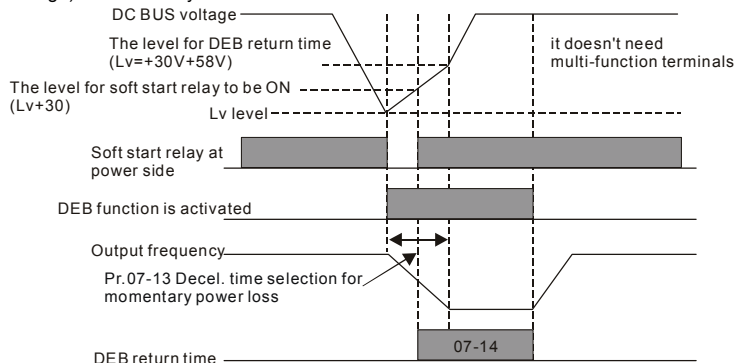 DC BUS voltage
The level for DEB return time
(Lv=+30V+58V)
it doesn't need
multi-function terminals
The level for soft start relay to be ON
(Lv+30)
Lv level
Soft start relay at
power side
DEB function is activated
Output frequency
Pr.07-13 Decel. time selection for
momentary power loss
07-14
DEB return time